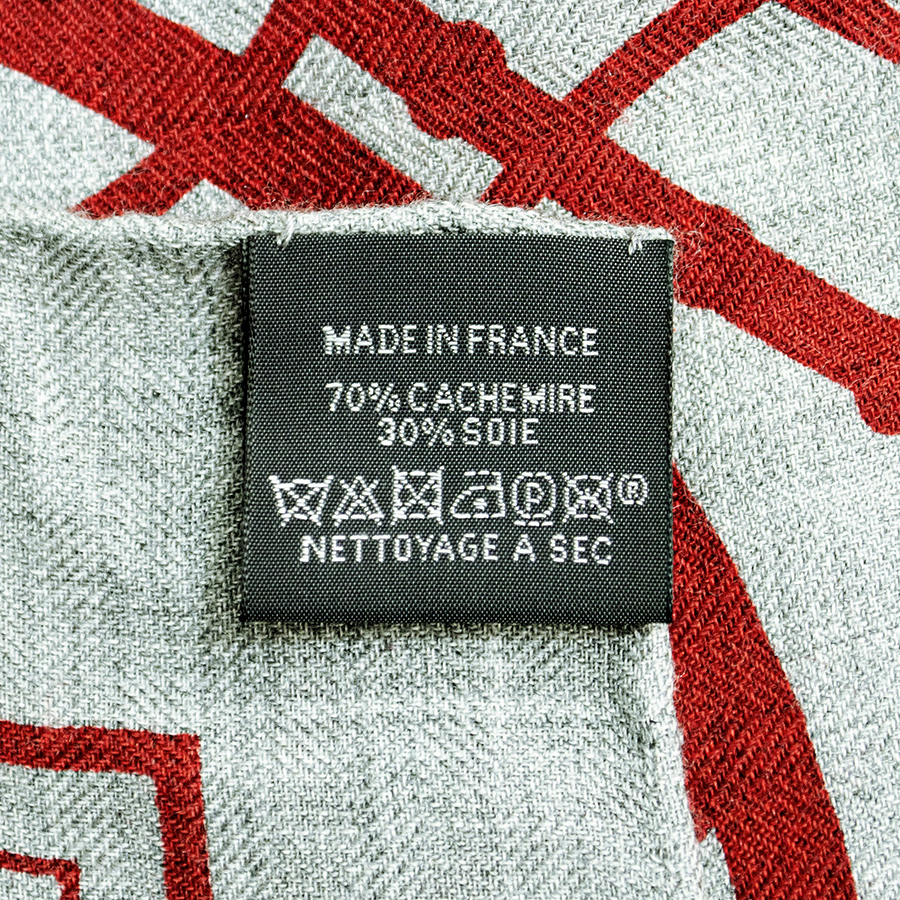 MADE IN FRANCE
70% CACHEMIRE
30% SOIE
P ®
NETTOYAGE A SEC